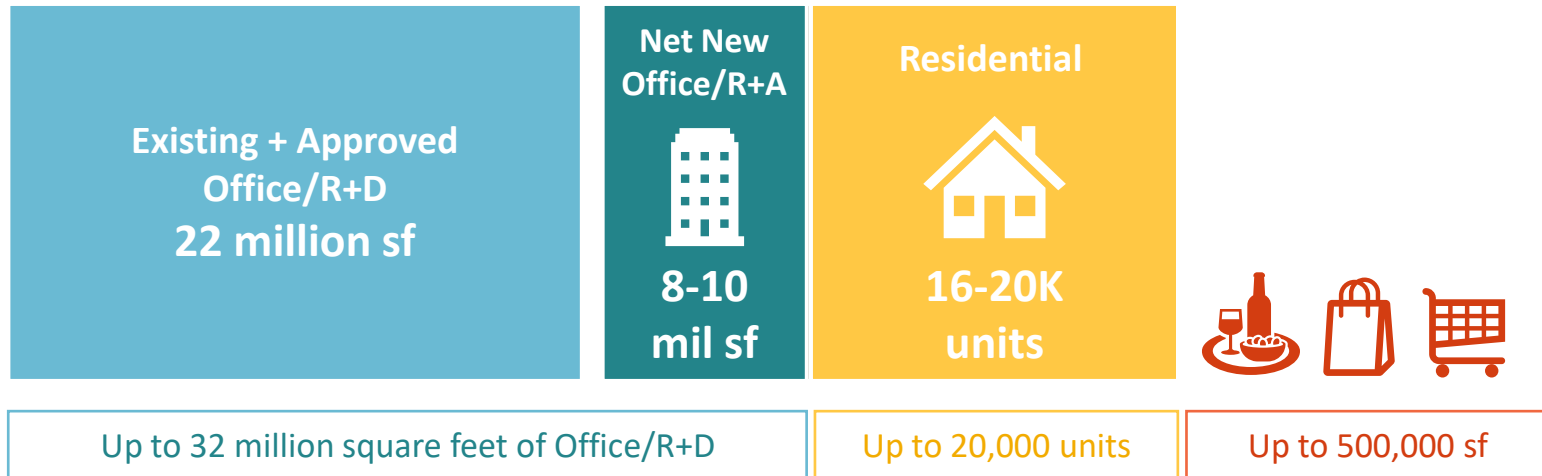 Existing + Approved
Office/R+D
22 million sf
Net New
Office/R+A
8-10
mil sf
Residential
16-20K
units
Up to 32 million square feet of Office/R+D
Up to 20,000 units
Up to 500,000 sf